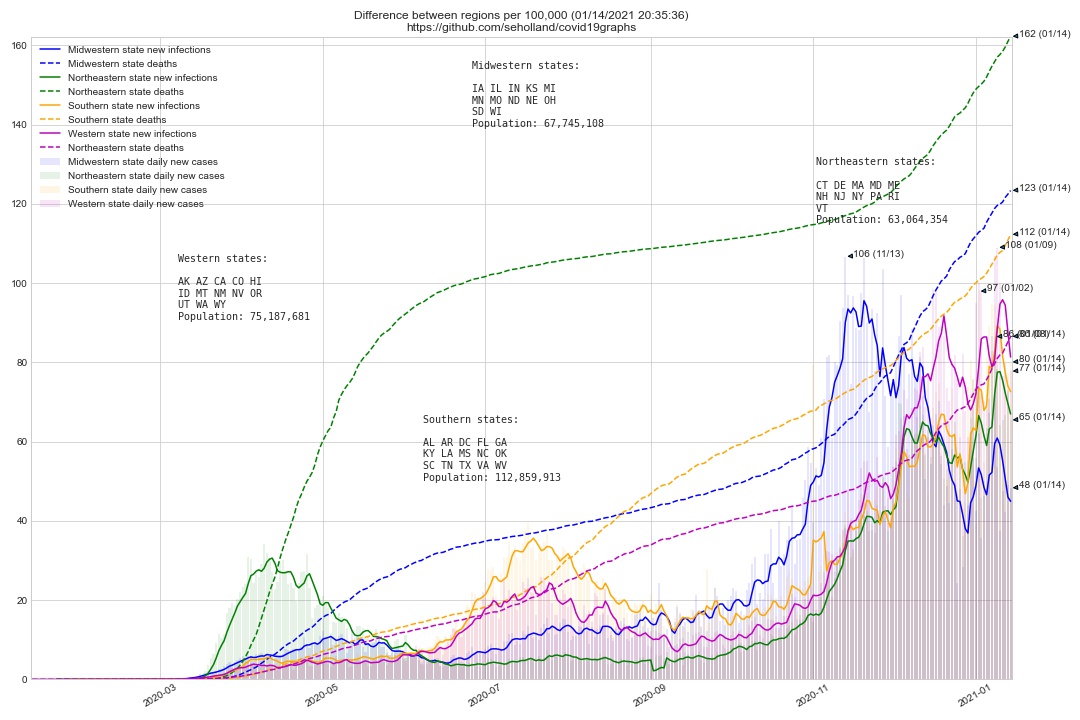 Difference between regions per 100,000 (01/14/2021 20:35:36)
https://github.com/seholland/covid19graphs
Midwestern state new infections
Midwestern state deaths
Northeastern state new infections
Northeastern state deaths
Southern state new infections
Southern state deaths
Western state new infections
Northeastern state deaths
Midwestern state daily new cases
Northeastern state daily new cases
Southern state daily new cases
Western state daily new cases
Midwestern states:
IA IL IN KS MI
MN MO ND NE OH
SD WI
Population: 67,745,108
Northeastern states:
CT DE MA MD ME
NH NJ NY PA RI
VT
Population: 63,064,354
Western states:
AK AZ CA CO HI
ID MT NM NV OR
UT WA WY
Population: 75,187,681
Southern states:
AL AR DC FL GA
KY LA MS NC OK
SC TN TX VA WV
Population: 112,859,913
162 (01/14)
123 (01/14)
112 (01/14)
108 (01/09)
106 (11/13)
97 (01/02)
80 (01/14)
77 (01/14)
65 (01/14)
48 (01/14)
160
140
120
100
80
60
40
20
0
2020-03
2020-05
2020-07
2020-09
2020-11
2021-01